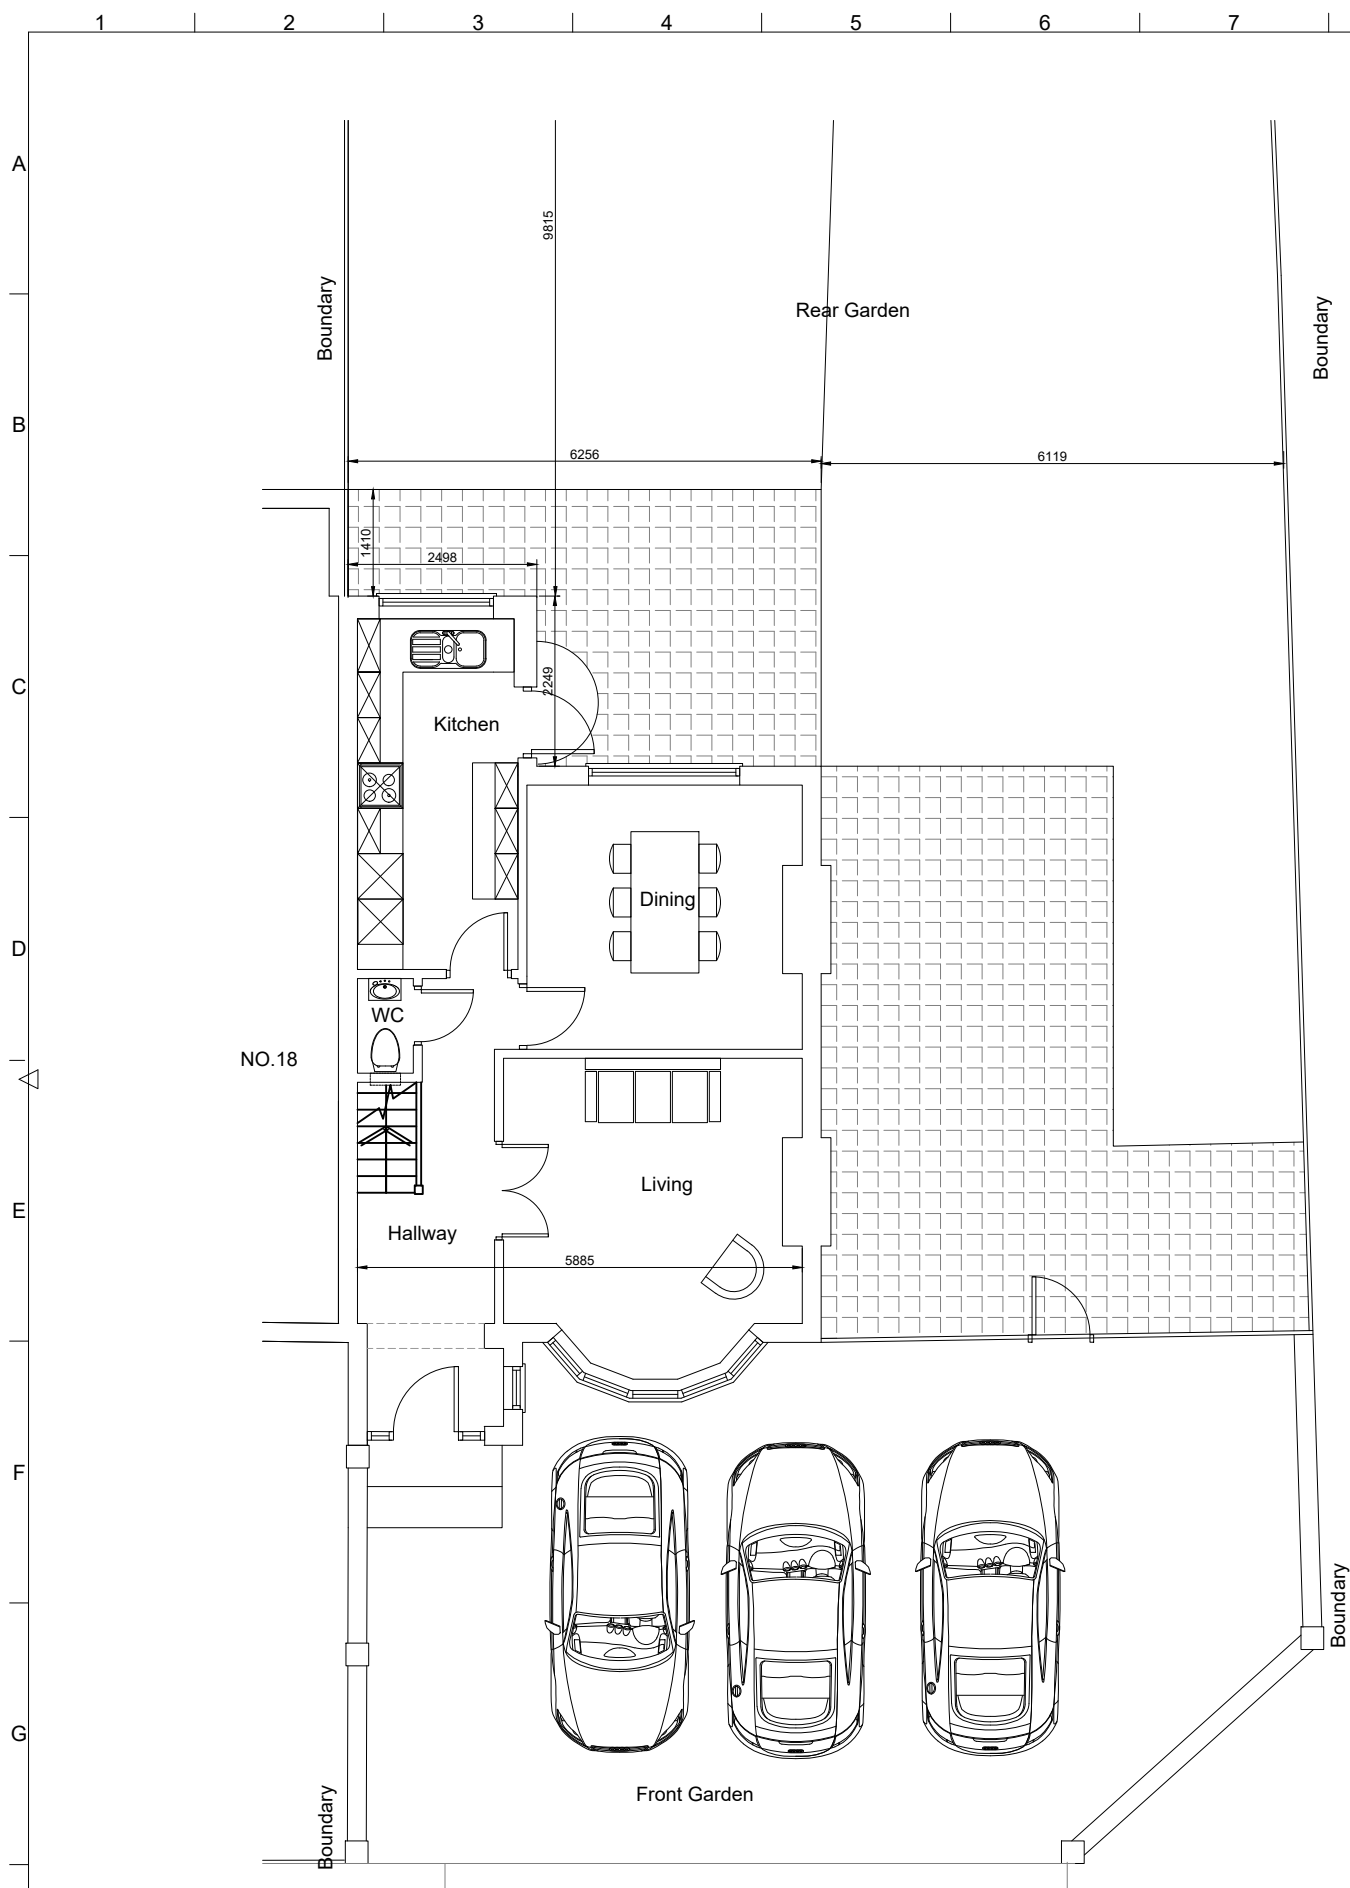 1 2 3 4 5 6 7
A
9815
Boundary
Rear Garden
Boundary
B
6256
6119
1410
2498
C
2249
Kitchen
Dining
D
WC
NO.18
Living
E
Hallway
5885
F
Boundary
G
Front Garden
Boundary